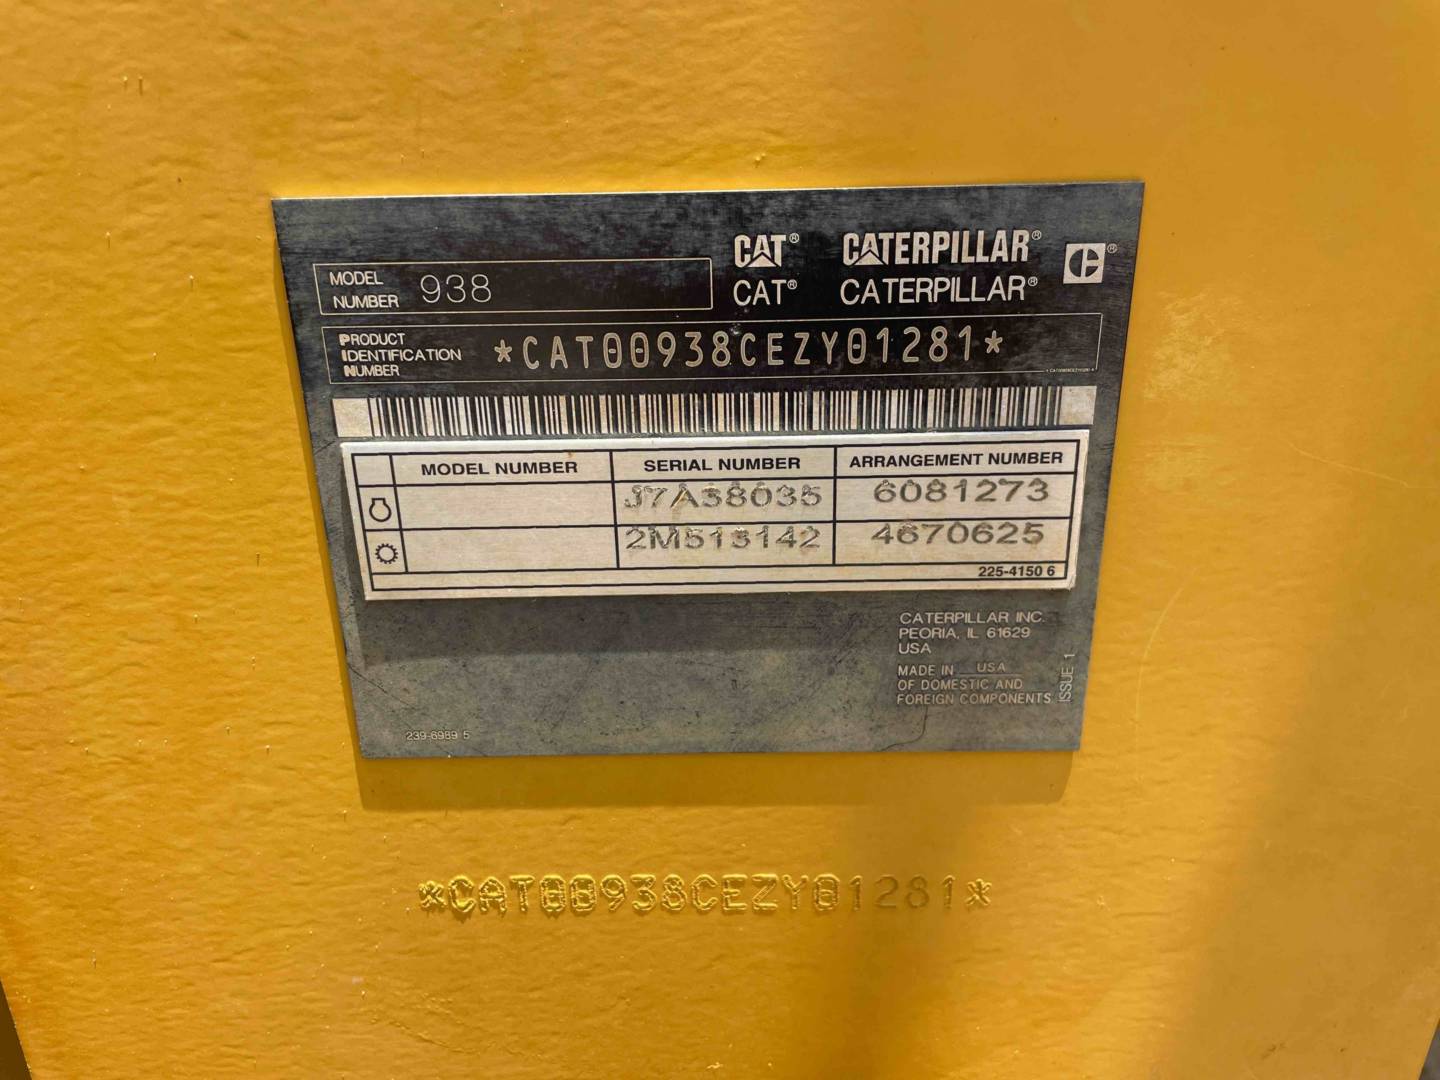 CAT® CATERPILLAR®
CAT® CATERPILLAR®
MODEL NUMBER 938
PRODUCT IDENTIFICATION NUMBER *CAT00938CEZY01281*
MODEL NUMBER SERIAL NUMBER ARRANGEMENT NUMBER
J7A38035 6081273
2M513142 4670625
225-4150 6
CATERPILLAR INC.
PEORIA, IL 61629
USA
MADE IN USA
OF DOMESTIC AND
FOREIGN COMPONENTS
ISSUE 1
239-6989 5
*CAT00938CEZY01281*